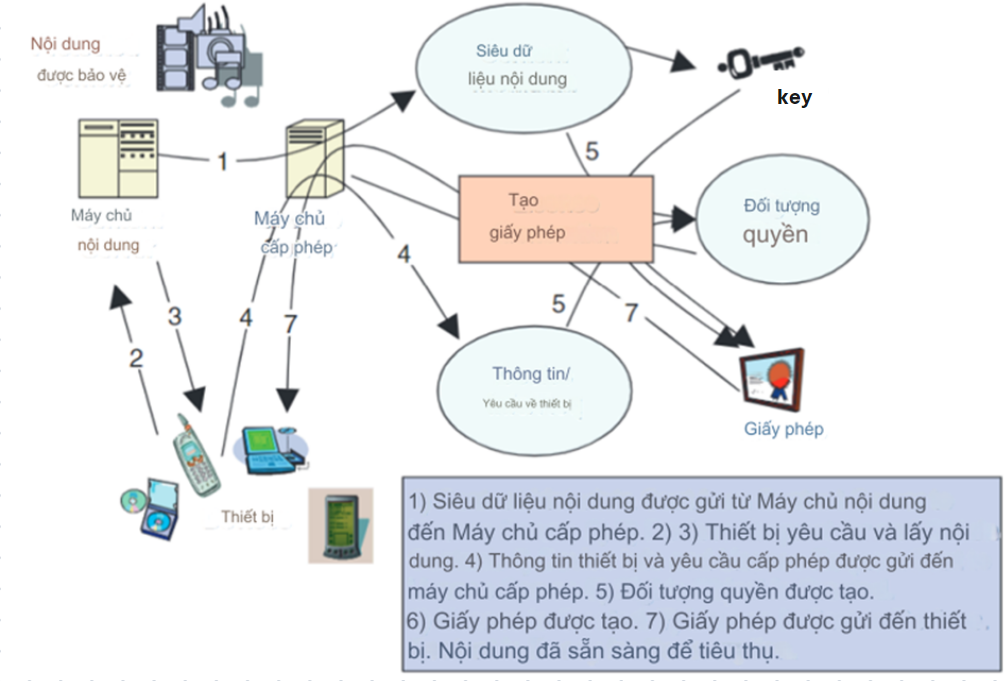 Nội dung
được bảo vệ
Siêu dữ
liệu nội dung
key
1
5
Máy chủ
nội dung
Máy chủ
cấp phép
Tạo
giấy phép
Đối tượng
quyền
4
2
3
4
7
5
7
Thông tin/
Yêu cầu về thiết bị
Giấy phép
Thiết bị
1) Siêu dữ liệu nội dung được gửi từ Máy chủ nội dung
đến Máy chủ cấp phép. 2) 3) Thiết bị yêu cầu và lấy nội
dung. 4) Thông tin thiết bị và yêu cầu cấp phép được gửi đến
máy chủ cấp phép. 5) Đối tượng quyền được tạo.
6) Giấy phép được tạo. 7) Giấy phép được gửi đến thiết
bị. Nội dung đã sẵn sàng để tiêu thụ.